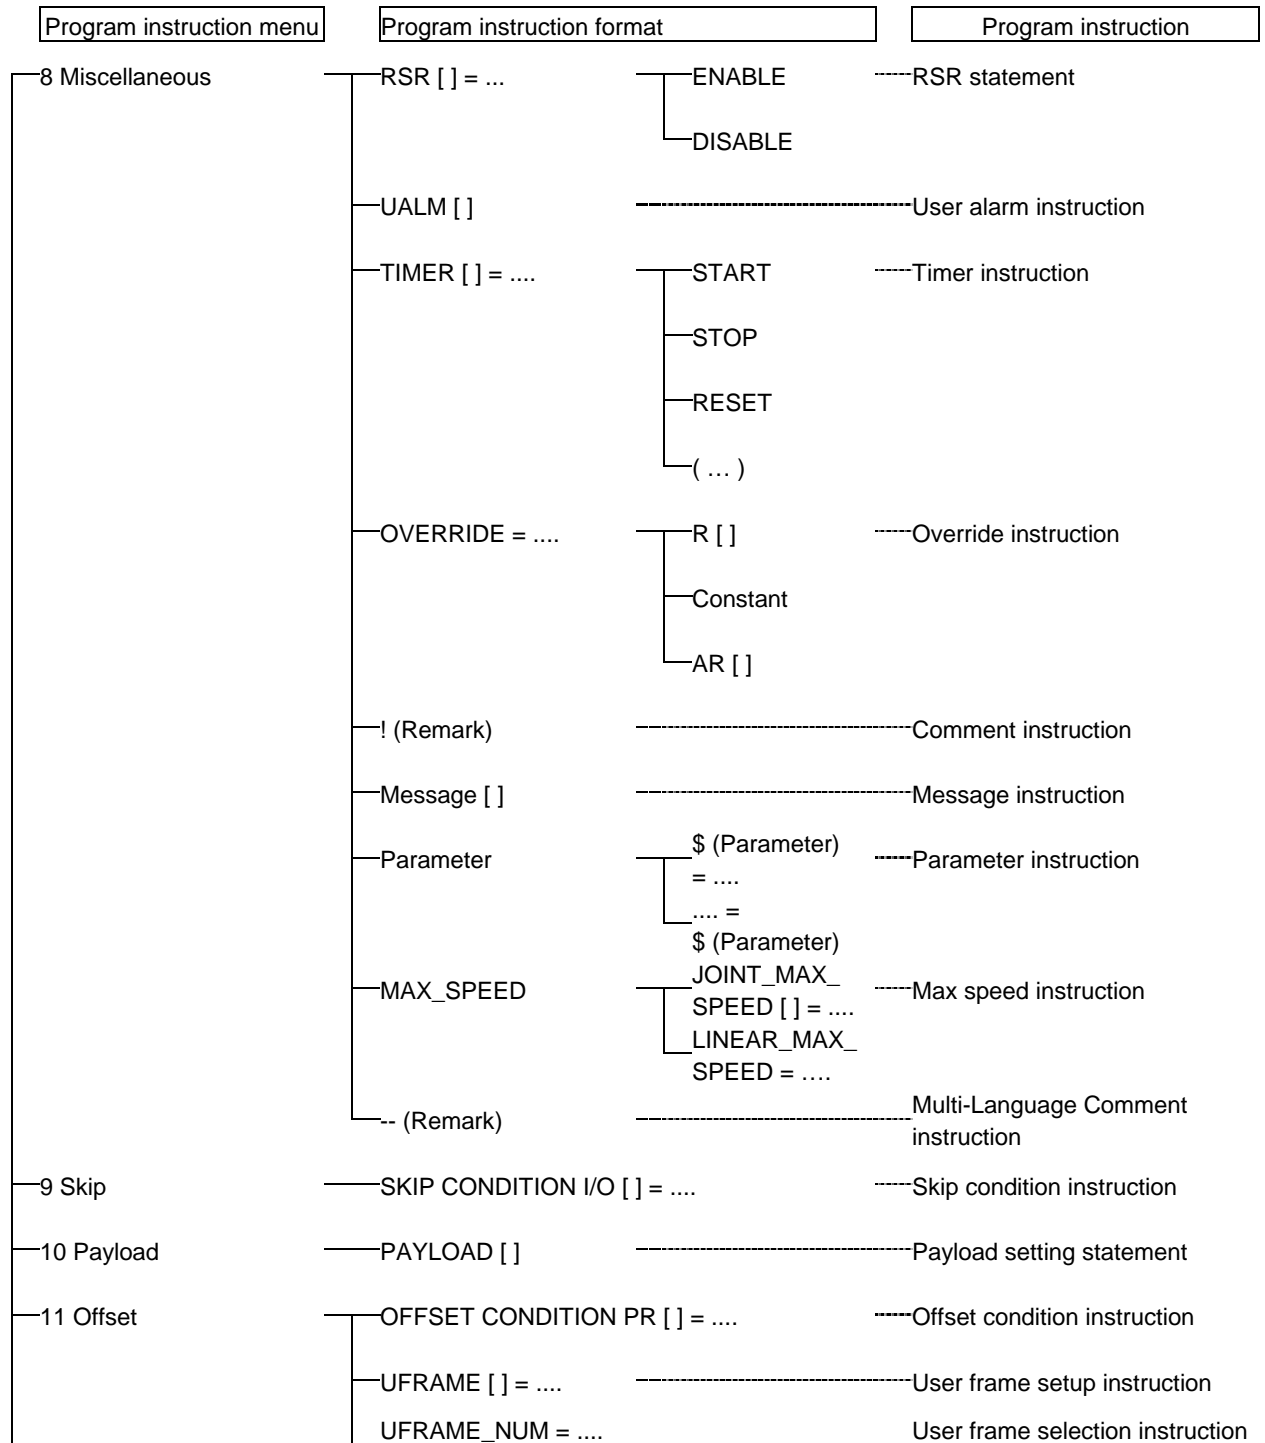 Program instruction menu Program instruction format Program instruction
8 Miscellaneous RSR [ ] = ... ENABLE RSR statement
DISABLE
UALM [ ] User alarm instruction
TIMER [ ] = .... START Timer instruction
STOP
RESET
( ... )
OVERRIDE = .... R [ ] Override instruction
Constant
AR [ ]
! (Remark) Comment instruction
Message [ ] Message instruction
Parameter $ (Parameter) Parameter instruction
= ....
.... =
$ (Parameter)
MAX_SPEED JOINT_MAX_ Max speed instruction
SPEED [ ] = ....
LINEAR_MAX_
SPEED = ....
-- (Remark) Multi-Language Comment
instruction
9 Skip SKIP CONDITION I/O [ ] = .... Skip condition instruction
10 Payload PAYLOAD [ ] Payload setting statement
11 Offset OFFSET CONDITION PR [ ] = .... Offset condition instruction
UFRAME [ ] = .... User frame setup instruction
UFRAME_NUM = .... User frame selection instruction